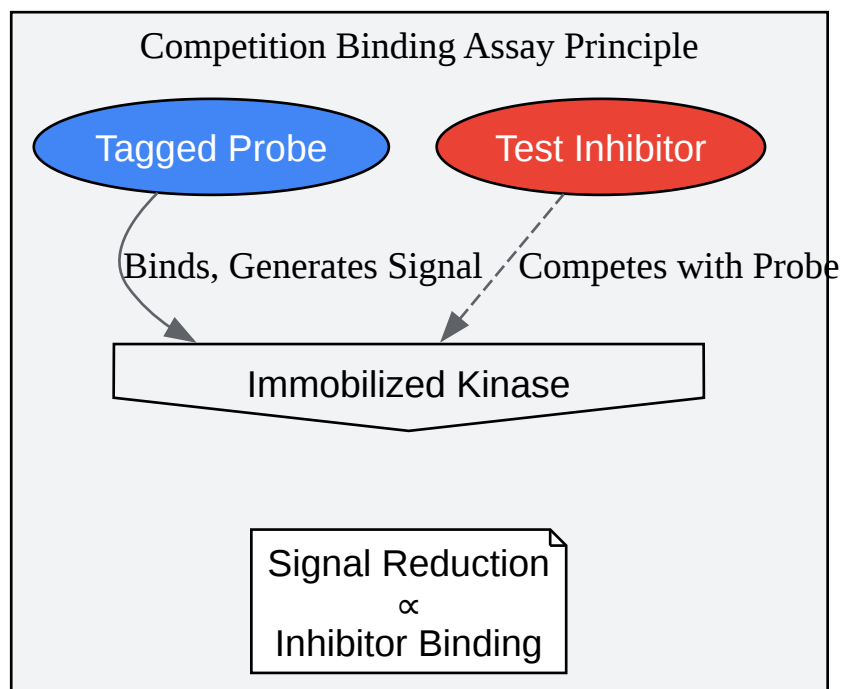 Competition Binding Assay Principle
Tagged Probe
Test Inhibitor
Binds, Generates Signal
Competes with Probe
Immobilized Kinase
Signal Reduction
∝
Inhibitor Binding